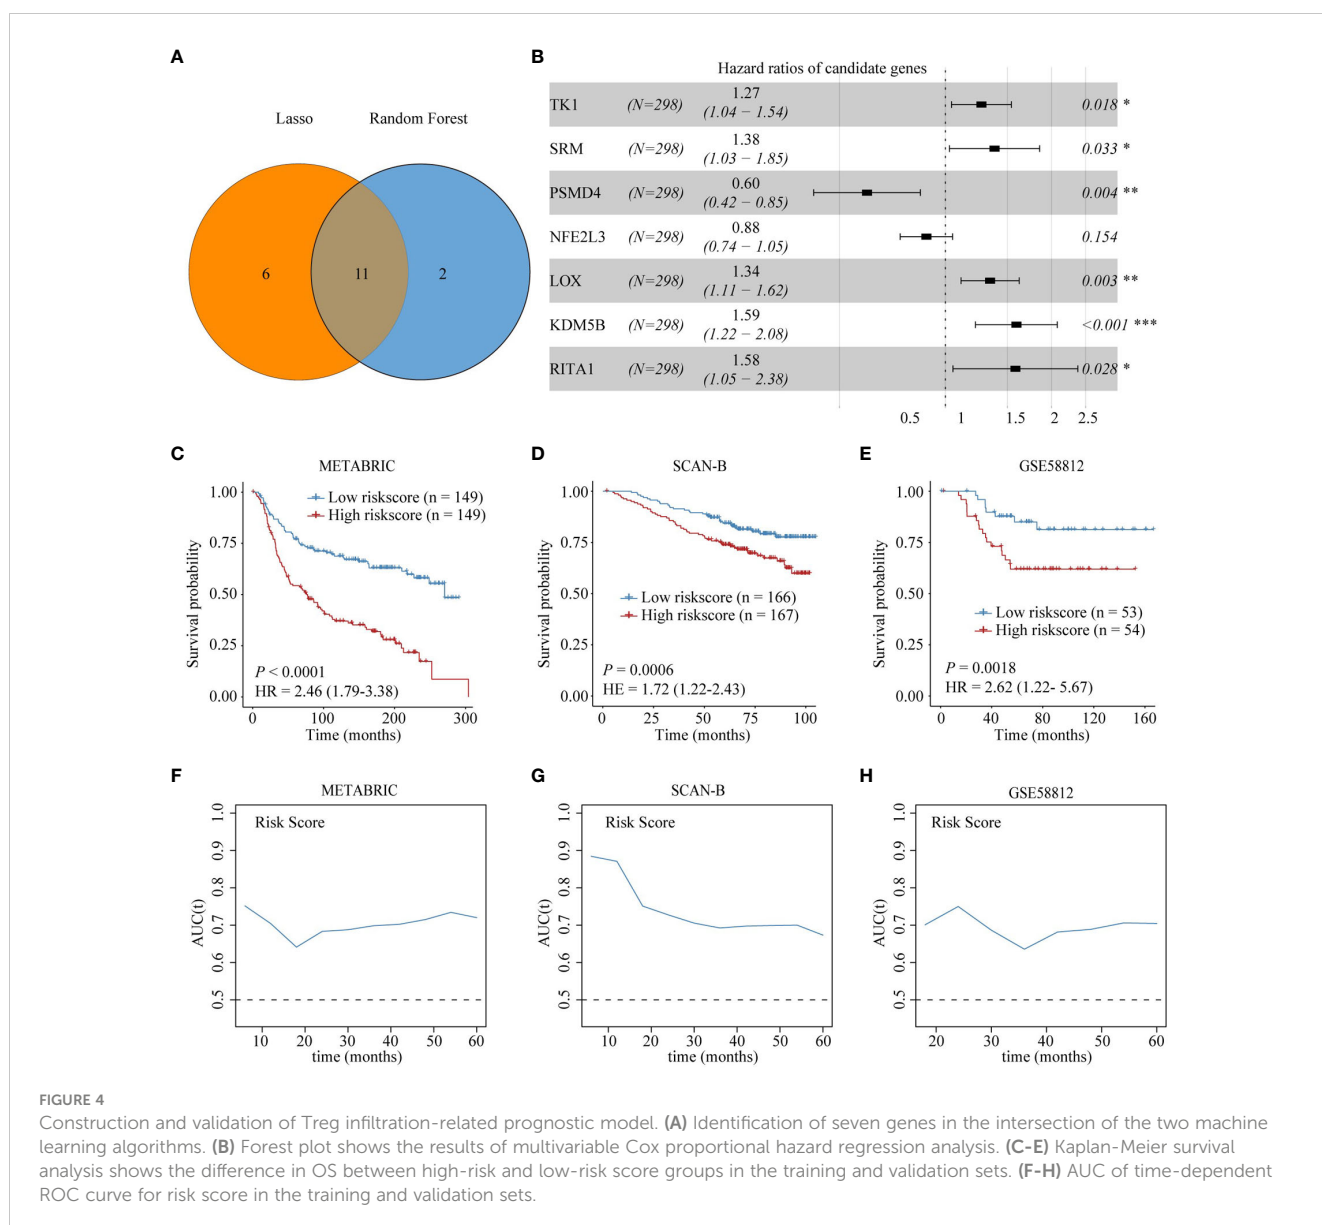 A
Lasso Random Forest
6 11 2
B
Hazard ratios of candidate genes
TK1 (N=298) 1.27 (1.04 − 1.54) 0.018 *
SRM (N=298) 1.38 (1.03 − 1.85) 0.033 *
PSMD4 (N=298) 0.60 (0.42 − 0.85) 0.004 **
NFE2L3 (N=298) 0.88 (0.74 − 1.05) 0.154
LOX (N=298) 1.34 (1.11 − 1.62) 0.003 **
KDM5B (N=298) 1.59 (1.22 − 2.08) <0.001 ***
RITA1 (N=298) 1.58 (1.05 − 2.38) 0.028 *
0.5 1 1.5 2 2.5
C
METABRIC
Survival probability
1.00
0.75
0.50
0.25
0.00
Low riskscore (n = 149)
High riskscore (n = 149)
P < 0.0001
HR = 2.46 (1.79-3.38)
0 100 200 300
Time (months)
D
SCAN-B
Survival probability
1.00
0.75
0.50
0.25
0.00
Low riskscore (n = 166)
High riskscore (n = 167)
P = 0.0006
HE = 1.72 (1.22-2.43)
0 25 50 75 100
Time (months)
E
GSE58812
Survival probability
1.00
0.75
0.50
0.25
0.00
Low riskscore (n = 53)
High riskscore (n = 54)
P = 0.0018
HR = 2.62 (1.22- 5.67)
0 40 80 120 160
Time (months)
F
METABRIC
Risk Score
AUC(t)
1.0
0.9
0.8
0.7
0.6
0.5
10 20 30 40 50 60
time (months)
G
SCAN-B
Risk Score
AUC(t)
1.0
0.9
0.8
0.7
0.6
0.5
10 20 30 40 50 60
time (months)
H
GSE58812
Risk Score
AUC(t)
1.0
0.9
0.8
0.7
0.6
0.5
20 30 40 50 60
time (months)
FIGURE 4
Construction and validation of Treg infiltration-related prognostic model. (A) Identification of seven genes in the intersection of the two machine
learning algorithms. (B) Forest plot shows the results of multivariable Cox proportional hazard regression analysis. (C-E) Kaplan-Meier survival
analysis shows the difference in OS between high-risk and low-risk score groups in the training and validation sets. (F-H) AUC of time-dependent
ROC curve for risk score in the training and validation sets.